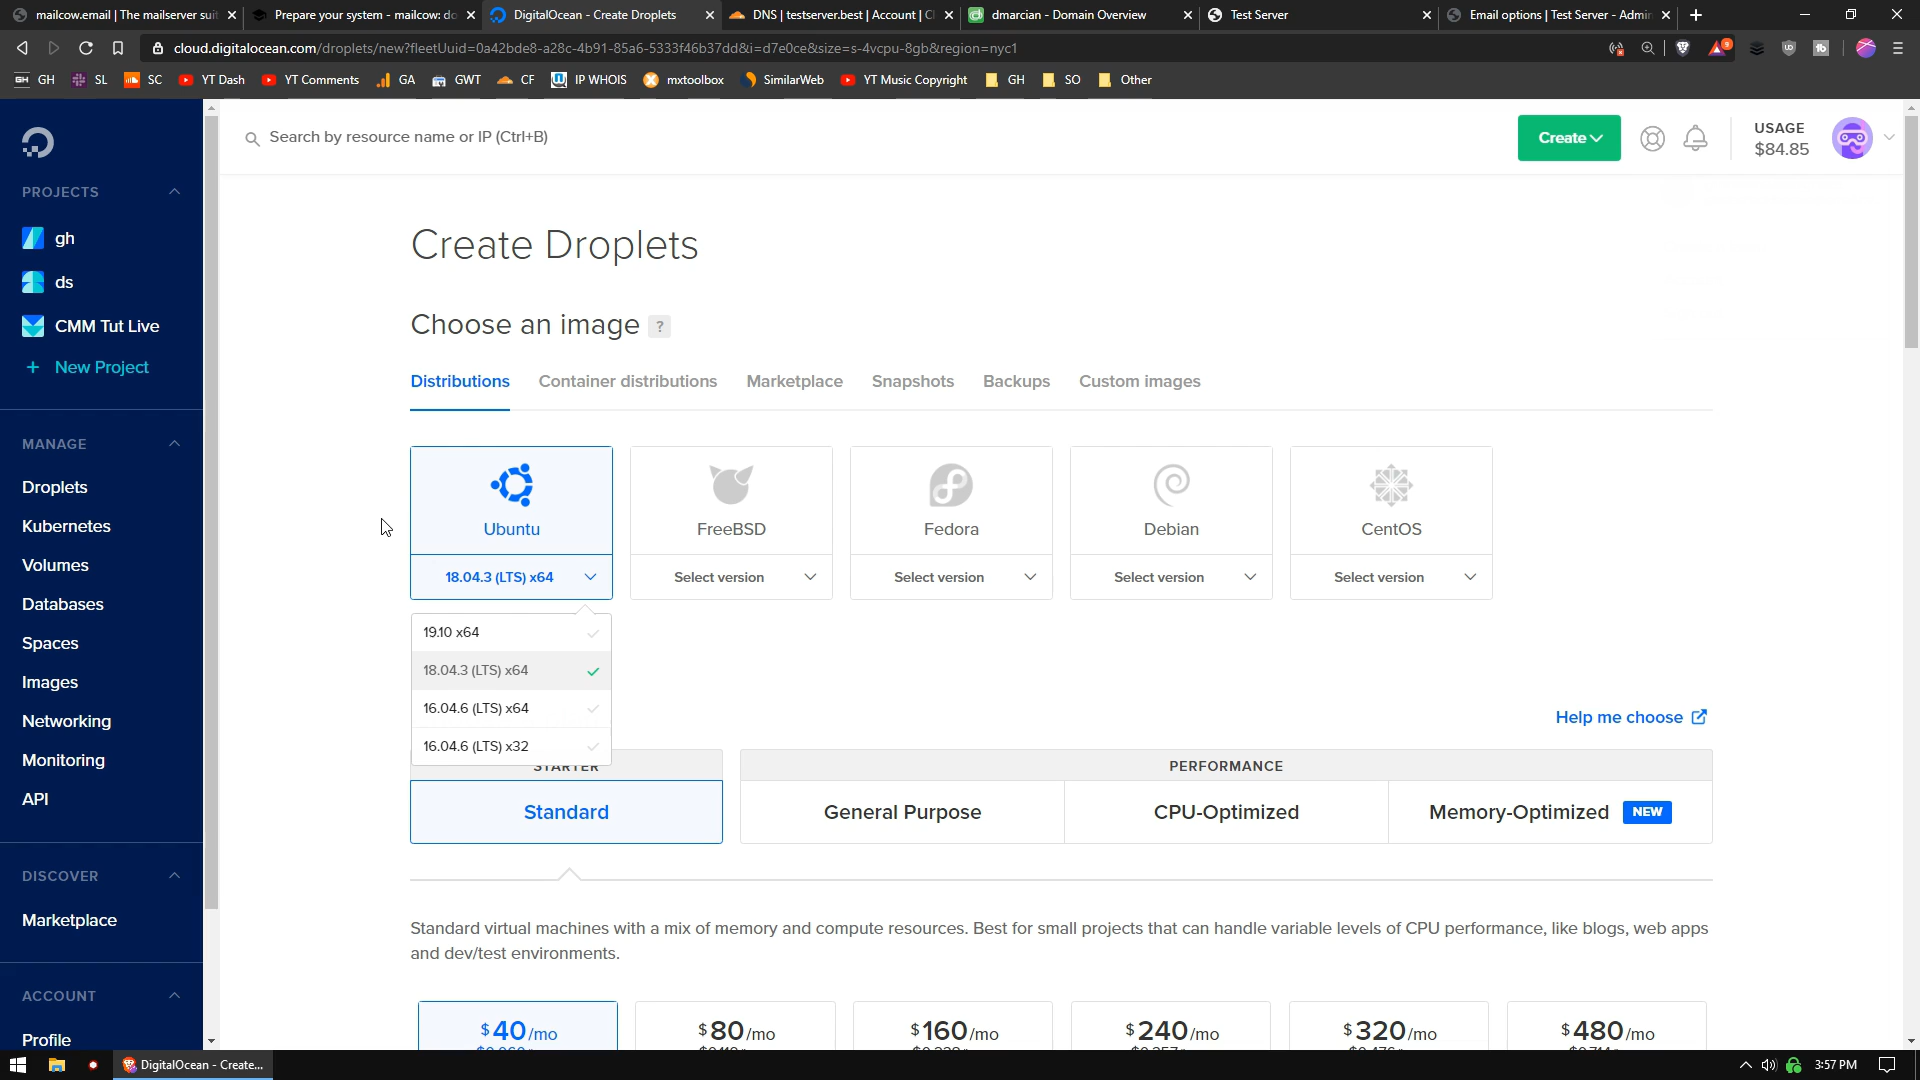 mailcow.email | The mailserver suit
Prepare your system - mailcow: do
DigitalOcean - Create Droplets
DNS | testserver.best | Account | Cl
dmarcian - Domain Overview
Test Server
Email options | Test Server - Admin
cloud.digitalocean.com/droplets/new?fleetUuid=0a42bde8-a28c-4b91-85a6-5333f46b37dd&i=d7e0ce&size=s-4vcpu-8gb&region=nyc1
GH
SL
SC
YT Dash
YT Comments
GA
GWT
CF
IP WHOIS
mxtoolbox
SimilarWeb
YT Music Copyright
GH
SO
Other
Search by resource name or IP (Ctrl+B)
Create
USAGE
$84.85
PROJECTS
gh
ds
CMM Tut Live
+ New Project
MANAGE
Droplets
Kubernetes
Volumes
Databases
Spaces
Images
Networking
Monitoring
API
DISCOVER
Marketplace
ACCOUNT
Profile
Create Droplets
Choose an image ?
Distributions
Container distributions
Marketplace
Snapshots
Backups
Custom images
Ubuntu
FreeBSD
Fedora
Debian
CentOS
18.04.3 (LTS) x64
Select version
Select version
Select version
Select version
19.10 x64
18.04.3 (LTS) x64
16.04.6 (LTS) x64
16.04.6 (LTS) x32
Help me choose
STARTER
PERFORMANCE
Standard
General Purpose
CPU-Optimized
Memory-Optimized NEW
Standard virtual machines with a mix of memory and compute resources. Best for small projects that can handle variable levels of CPU performance, like blogs, web apps
and dev/test environments.
$40/mo
$80/mo
$160/mo
$240/mo
$320/mo
$480/mo
DigitalOcean - Create...
3:57 PM